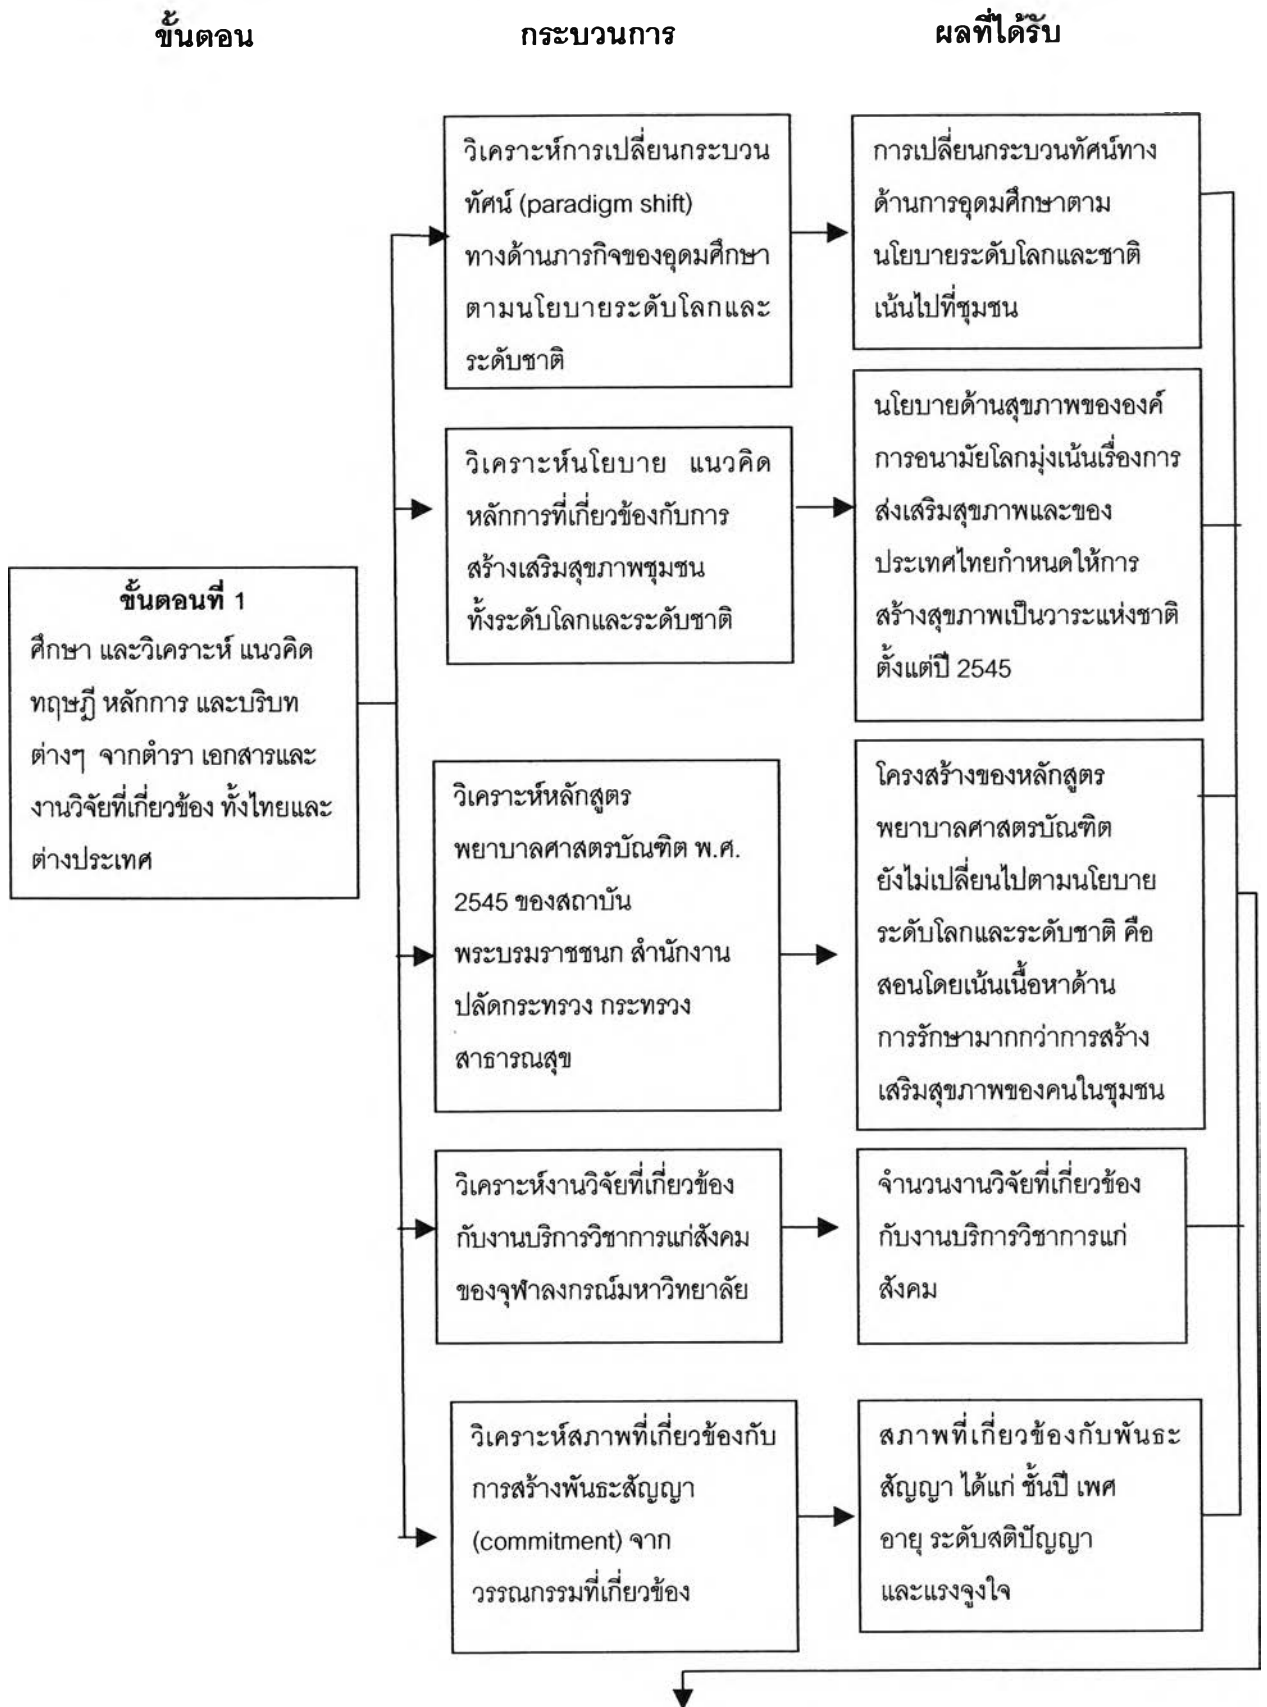 ขั้นตอน
กระบวนการ
ผลที่ได้รับ
ขั้นตอนที่ 1
ศึกษา และวิเคราะห์ แนวคิด
ทฤษฎี หลักการ และบริบท
ต่างๆ จากตำรา เอกสารและ
งานวิจัยที่เกี่ยวข้อง ทั้งไทยและ
ต่างประเทศ
วิเคราะห์การเปลี่ยนกระบวน
ทัศน์ (paradigm shift)
ทางด้านภารกิจของอุดมศึกษา
ตามนโยบายระดับโลกและ
ระดับชาติ
การเปลี่ยนกระบวนทัศน์ทาง
ด้านการอุดมศึกษาตาม
นโยบายระดับโลกและชาติ
เน้นไปที่ชุมชน
วิเคราะห์นโยบาย แนวคิด
หลักการที่เกี่ยวข้องกับการ
สร้างเสริมสุขภาพชุมชน
ทั้งระดับโลกและระดับชาติ
นโยบายด้านสุขภาพขององค์
การอนามัยโลกมุ่งเน้นเรื่องการ
ส่งเสริมสุขภาพและของ
ประเทศไทยกำหนดให้การ
สร้างสุขภาพเป็นวาระแห่งชาติ
ตั้งแต่ปี 2545
วิเคราะห์หลักสูตร
พยาบาลศาสตรบัณฑิต พ.ศ.
2545 ของสถาบัน
พระบรมราชชนก สำนักงาน
ปลัดกระทรวง กระทรวง
สาธารณสุข
โครงสร้างของหลักสูตร
พยาบาลศาสตรบัณฑิต
ยังไม่เปลี่ยนไปตามนโยบาย
ระดับโลกและระดับชาติ คือ
สอนโดยเน้นเนื้อหาด้าน
การรักษามากกว่าการสร้าง
เสริมสุขภาพของคนในชุมชน
วิเคราะห์งานวิจัยที่เกี่ยวข้อง
กับงานบริการวิชาการแก่สังคม
ของจุฬาลงกรณ์มหาวิทยาลัย
จำนวนงานวิจัยที่เกี่ยวข้อง
กับงานบริการวิชาการแก่
สังคม
วิเคราะห์สภาพที่เกี่ยวข้องกับ
การสร้างพันธะสัญญา
(commitment) จาก
วรรณกรรมที่เกี่ยวข้อง
สภาพที่เกี่ยวข้องกับพันธะ
สัญญา ได้แก่ ชั้นปี เพศ
อายุ ระดับสติปัญญา
และแรงจูงใจ